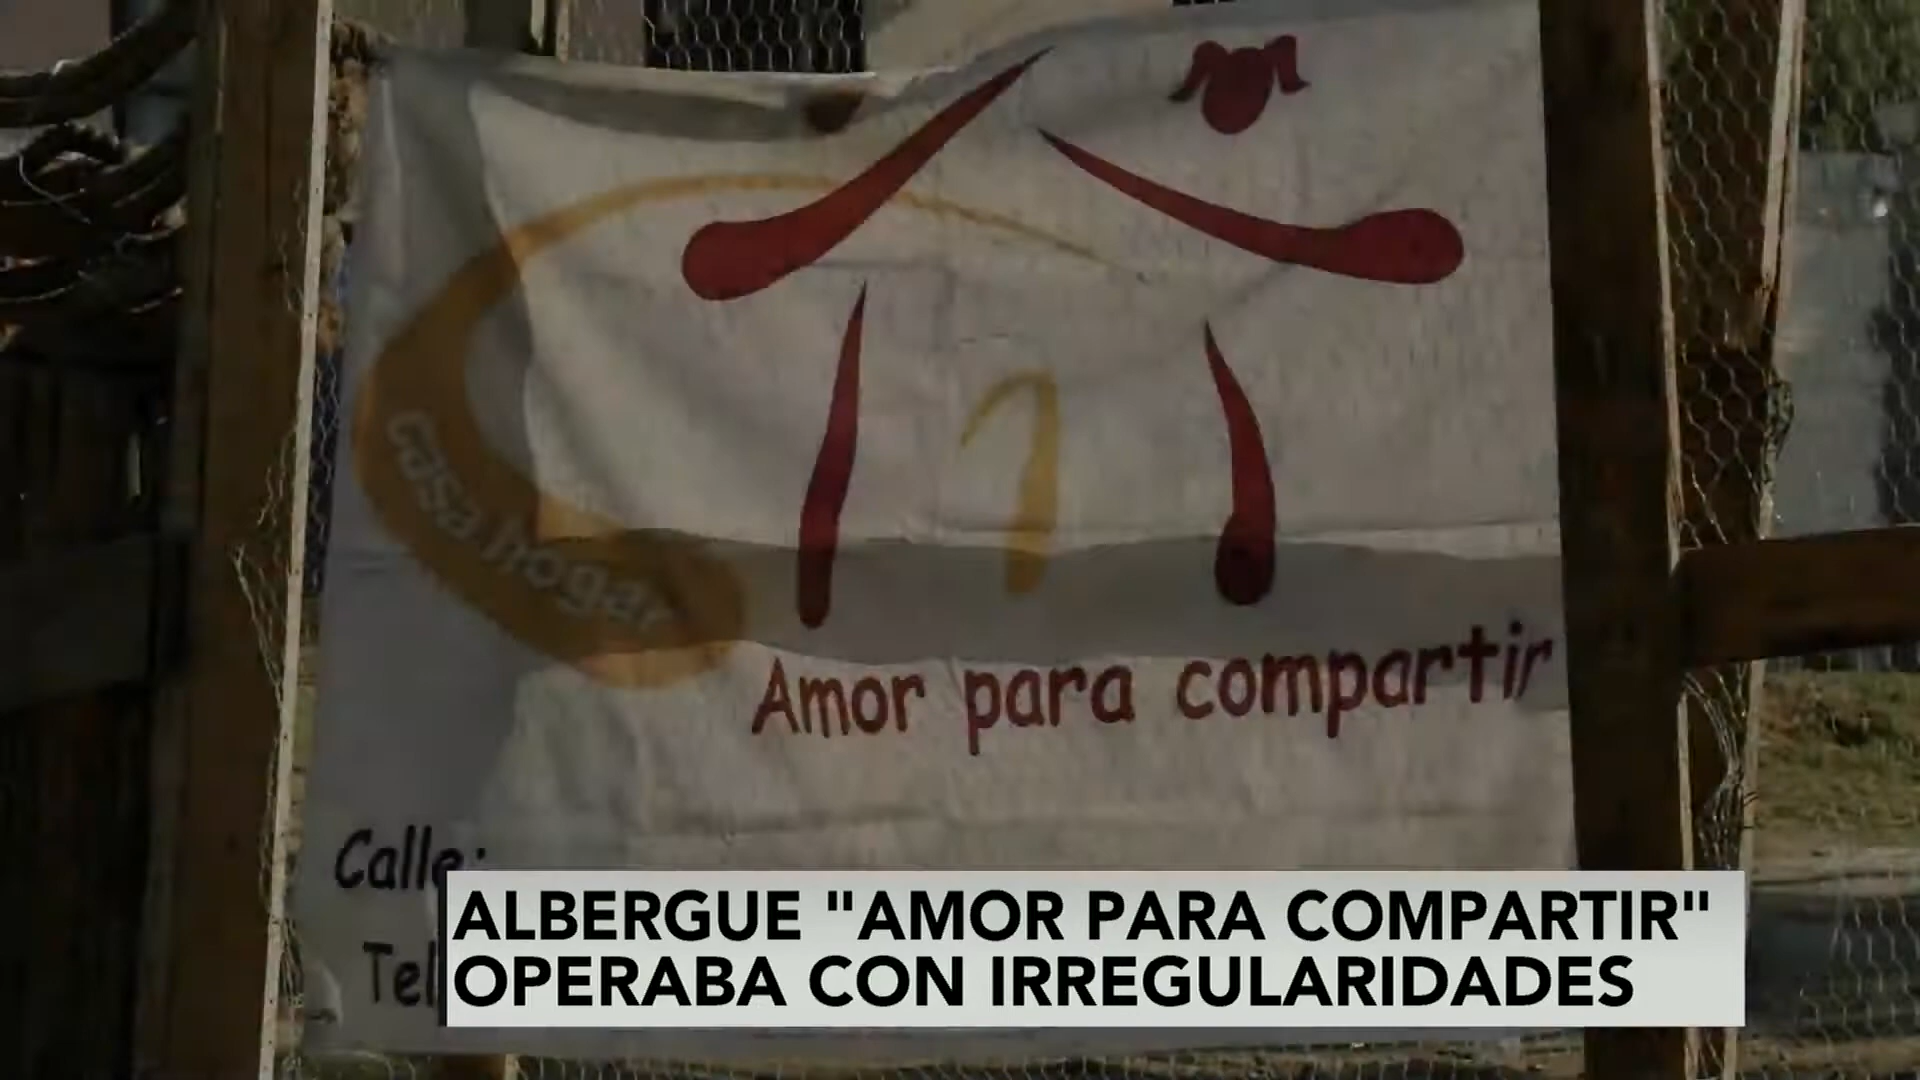 casa hogar
Amor para compartir
Calle:
Tel
ALBERGUE "AMOR PARA COMPARTIR"
OPERABA CON IRREGULARIDADES